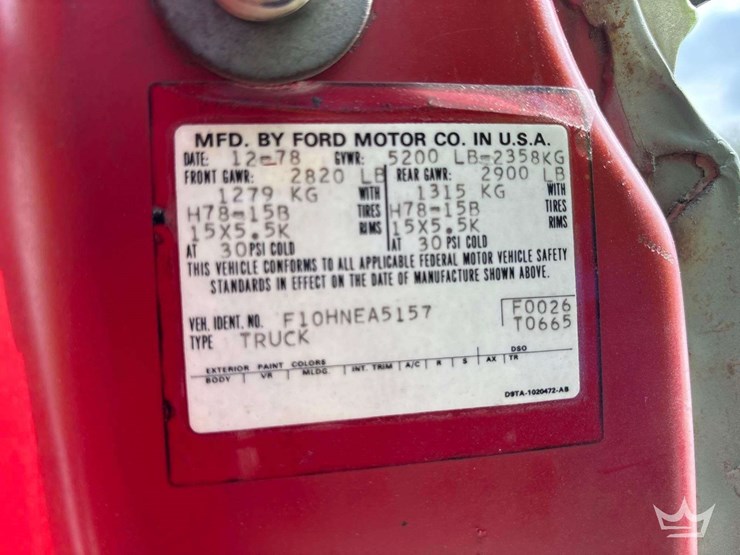 MFD. BY FORD MOTOR CO. IN U.S.A.
DATE: 12-78 GVWR: 5200 LB-2358KG
FRONT GAWR: 2820 LB REAR GAWR: 2900 LB
1279 KG WITH 1315 KG WITH
H78-15B TIRES H78-15B TIRES
15X5.5K RIMS 15X5.5K RIMS
AT 30 PSI COLD AT 30 PSI COLD
THIS VEHICLE CONFORMS TO ALL APPLICABLE FEDERAL MOTOR VEHICLE SAFETY
STANDARDS IN EFFECT ON THE DATE OF MANUFACTURE SHOWN ABOVE.
VEH. IDENT. NO. F10HNEA5157 F0026
TYPE TRUCK T0665
EXTERIOR PAINT COLORS DSO
BODY VR MLDG. INT. TRIM A/C R S AX TR
D9TA-1020472-AB